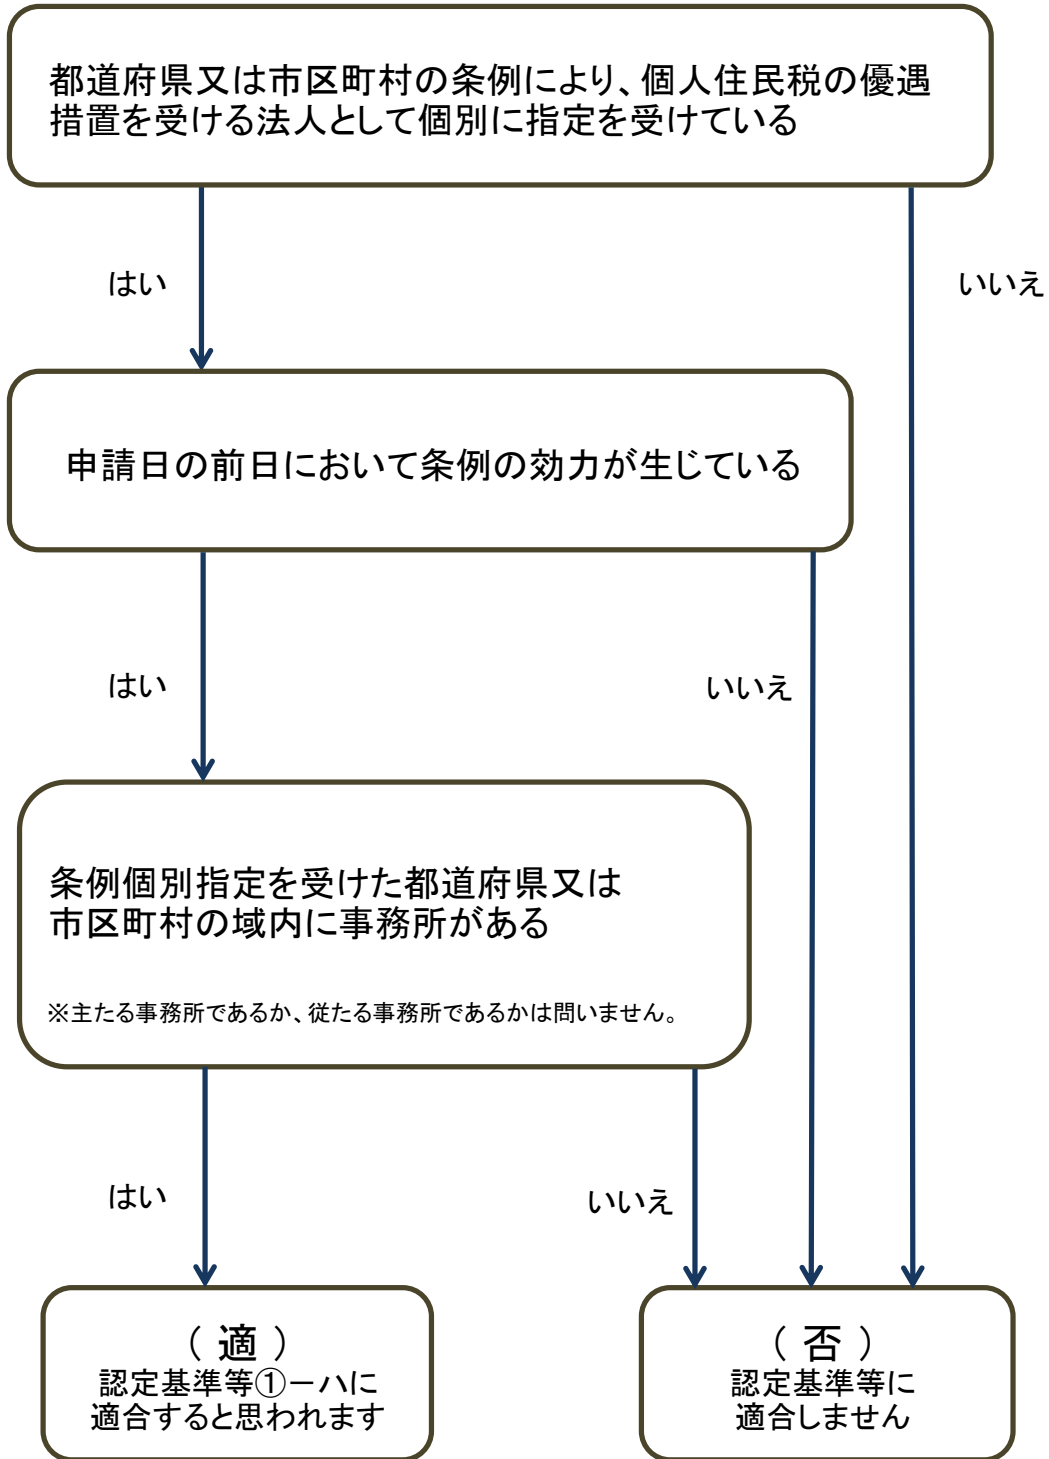 都道府県又は市区町村の条例により、個人住民税の優遇
措置を受ける法人として個別に指定を受けている
はい
いいえ
申請日の前日において条例の効力が生じている
はい
いいえ
条例個別指定を受けた都道府県又は
市区町村の域内に事務所がある
※主たる事務所であるか、従たる事務所であるかは問いません。
はい
いいえ
（ 適 ）
認定基準等①－ハに
適合すると思われます
（ 否 ）
認定基準等に
適合しません